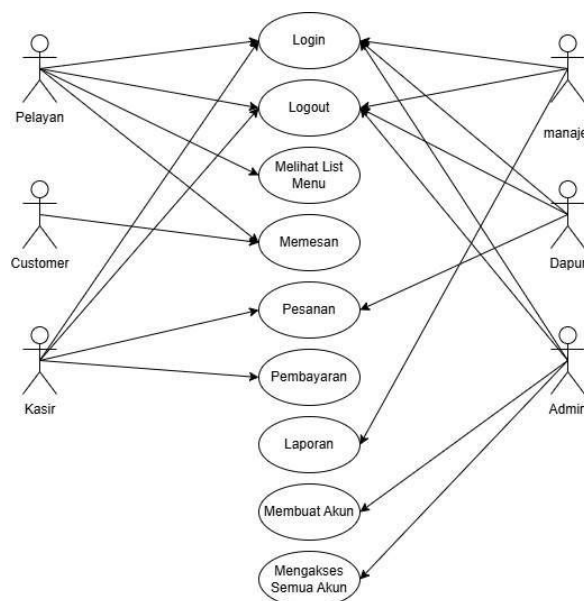 Login
Pelayan
Logout
manaje
Melihat List
Menu
Memesan
Customer
Dapur
Pesanan
Pembayaran
Kasir
Admin
Laporan
Membuat Akun
Mengakses
Semua Akun